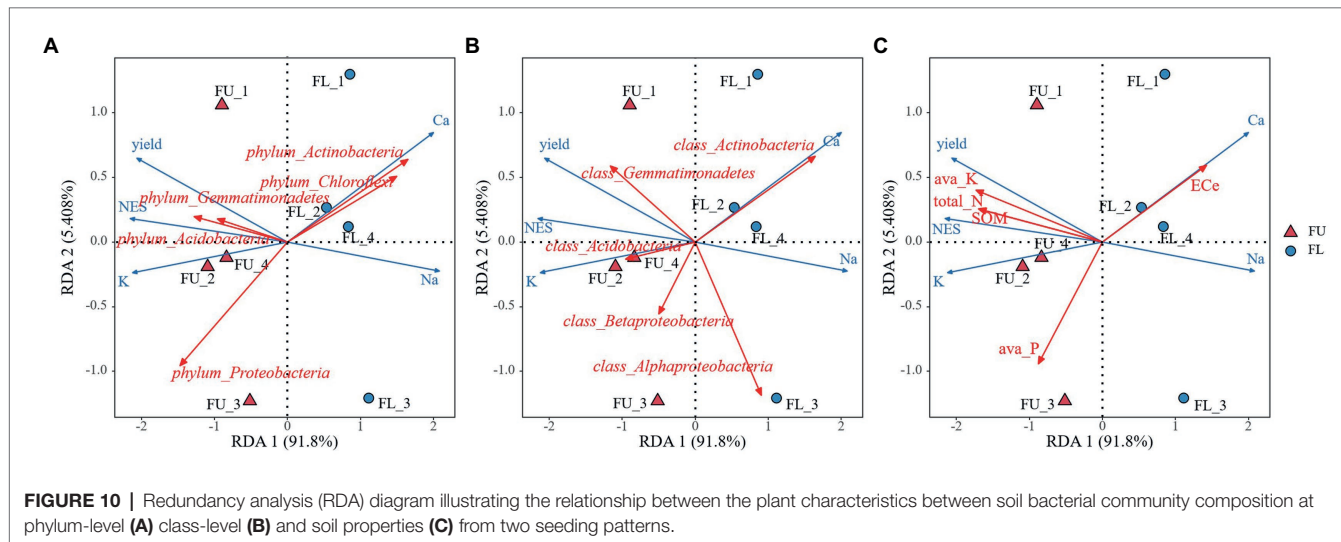 A
B
C
FL_1
FU_1
Ca
yield
phylum_Actinobacteria
phylum_Chloroflexi
phylum_Gemmatimonadetes
NES
FL_2
FL_4
phylum_Acidobacteria
FU_4
FU_2
K
Na
phylum_Proteobacteria
FU_3
FL_3
1.0
0.5
0.0
-0.5
-1.0
RDA 2 (5.408%)
-2
-1
0
1
2
RDA 1 (91.8%)
FL_1
FU_1
class_Actinobacteria
Ca
yield
class_Gemmatimonadetes
FL_2
NES
FL_4
class_Acidobacteria
FU_4
FU_2
K
Na
class_Betaproteobacteria
class_Alphaproteobacteria
FU_3
FL_3
1.0
0.5
0.0
-0.5
-1.0
RDA 2 (5.408%)
-2
-1
0
1
2
RDA 1 (91.8%)
FL_1
FU_1
Ca
yield
ava_K
ECe
total_N
SOM
FL_2
NES
FL_4
FU_4
FU_2
K
Na
ava_P
FU_3
FL_3
1.0
0.5
0.0
-0.5
-1.0
RDA 2 (5.408%)
-2
-1
0
1
2
RDA 1 (91.8%)
FU
FL
FIGURE 10 | Redundancy analysis (RDA) diagram illustrating the relationship between the plant characteristics between soil bacterial community composition at
phylum-level (A) class-level (B) and soil properties (C) from two seeding patterns.